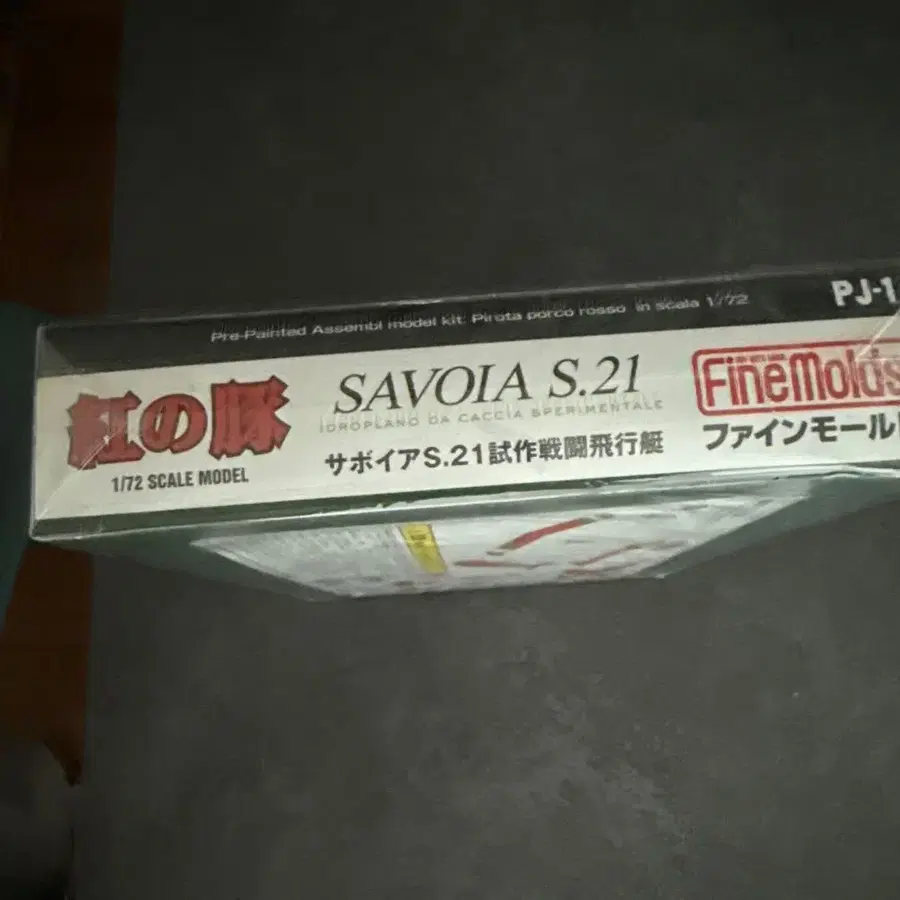 Pre-Painted Assembl model kit: Pirata porco rosso in scala 1/72
PJ-1
紅の豚
1/72 SCALE MODEL
SAVOIA S.21
IDROPLANO DA CACCIA SPERIMENTALE
サボイアS.21試作戦闘飛行艇
FineMolds
ファインモールド